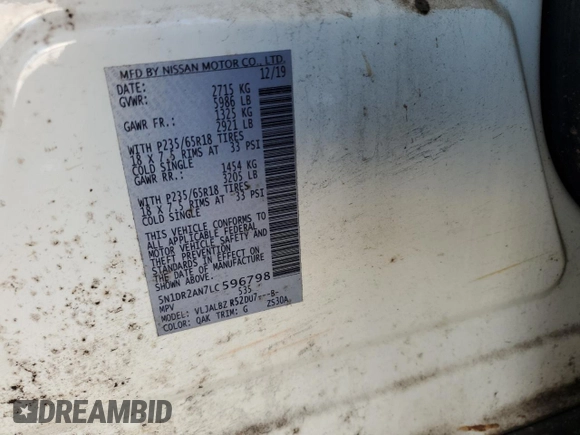 MFD BY NISSAN MOTOR CO., LTD.
DATE: 12/19
GVWR: 2715 KG
5986 LB
GAWR FR.: 1325 KG
2921 LB
WITH P235/65R18 TIRES
18 X 7.5 RIMS AT 33 PSI
COLD SINGLE
GAWR RR.: 1454 KG
3205 LB
WITH P235/65R18 TIRES
18 X 7.5 RIMS AT 33 PSI
COLD SINGLE
THIS VEHICLE CONFORMS TO
ALL APPLICABLE FEDERAL
MOTOR VEHICLE SAFETY AND
THEFT PREVENTION
STANDARDS IN EFFECT ON
THE DATE OF MANUFACTURE
SHOWN ABOVE.
5N1DR2AN7LC596798
MPV 535
MODEL: VLJALBZ R52DU7---B-
COLOR: QAK TRIM: G ZS30A
DREAMBID